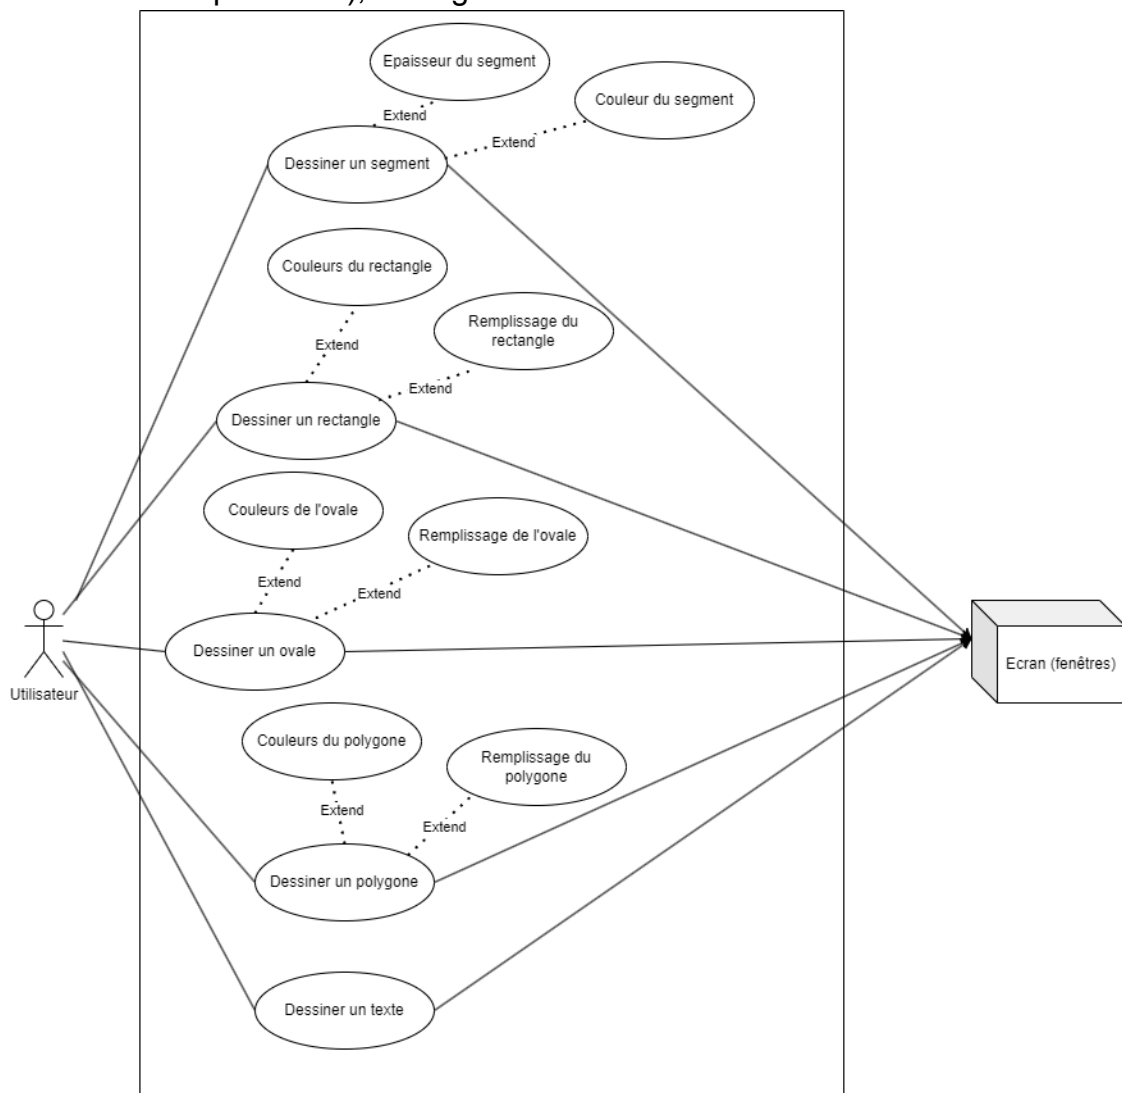 Epaisseur du segment
Couleur du segment
Extend
Extend
Dessiner un segment
Couleurs du rectangle
Remplissage du
rectangle
Extend
Extend
Dessiner un rectangle
Couleurs de l'ovale
Remplissage de l'ovale
Extend
Extend
Dessiner un ovale
Utilisateur
Ecran (fenêtres)
Couleurs du polygone
Remplissage du
polygone
Extend
Extend
Dessiner un polygone
Dessiner un texte